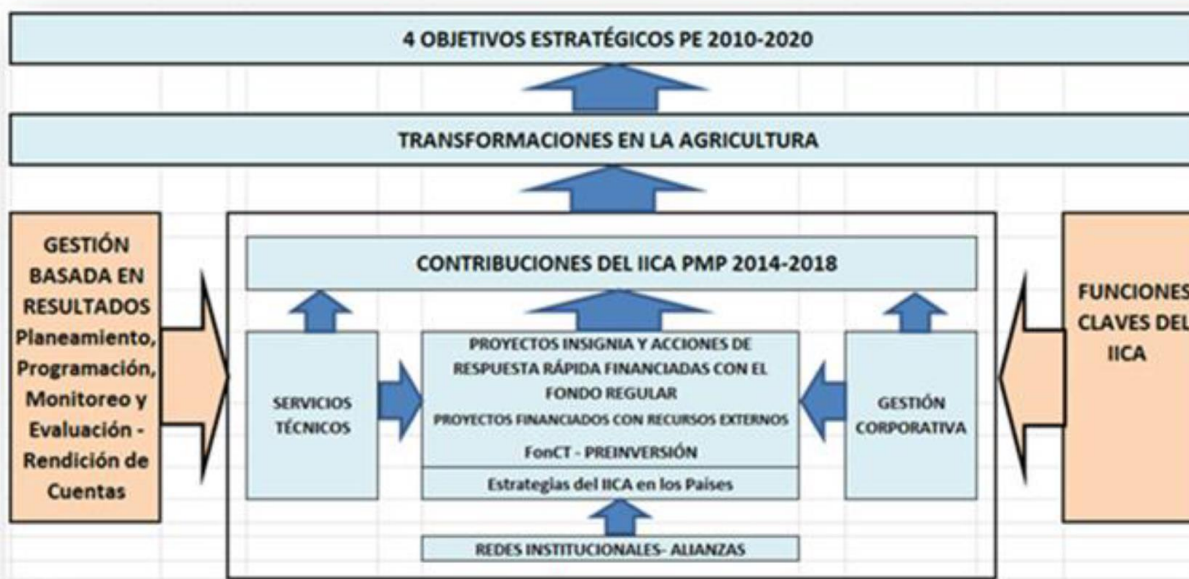 4 OBJETIVOS ESTRATÉGICOS PE 2010-2020
TRANSFORMACIONES EN LA AGRICULTURA
GESTIÓN
BASADA EN
RESULTADOS
Planeamiento,
Programación,
Monitoreo y
Evaluación -
Rendición de
Cuentas
CONTRIBUCIONES DEL IICA PMP 2014-2018
SERVICIOS
TÉCNICOS
PROYECTOS INSIGNIA Y ACCIONES DE
RESPUESTA RÁPIDA FINANCIADAS CON EL
FONDO REGULAR
PROYECTOS FINANCIADOS CON RECURSOS EXTERNOS
FonCT - PREINVERSIÓN
Estrategias del IICA en los Países
REDES INSTITUCIONALES- ALIANZAS
GESTIÓN
CORPORATIVA
FUNCIONES
CLAVES DEL
IICA